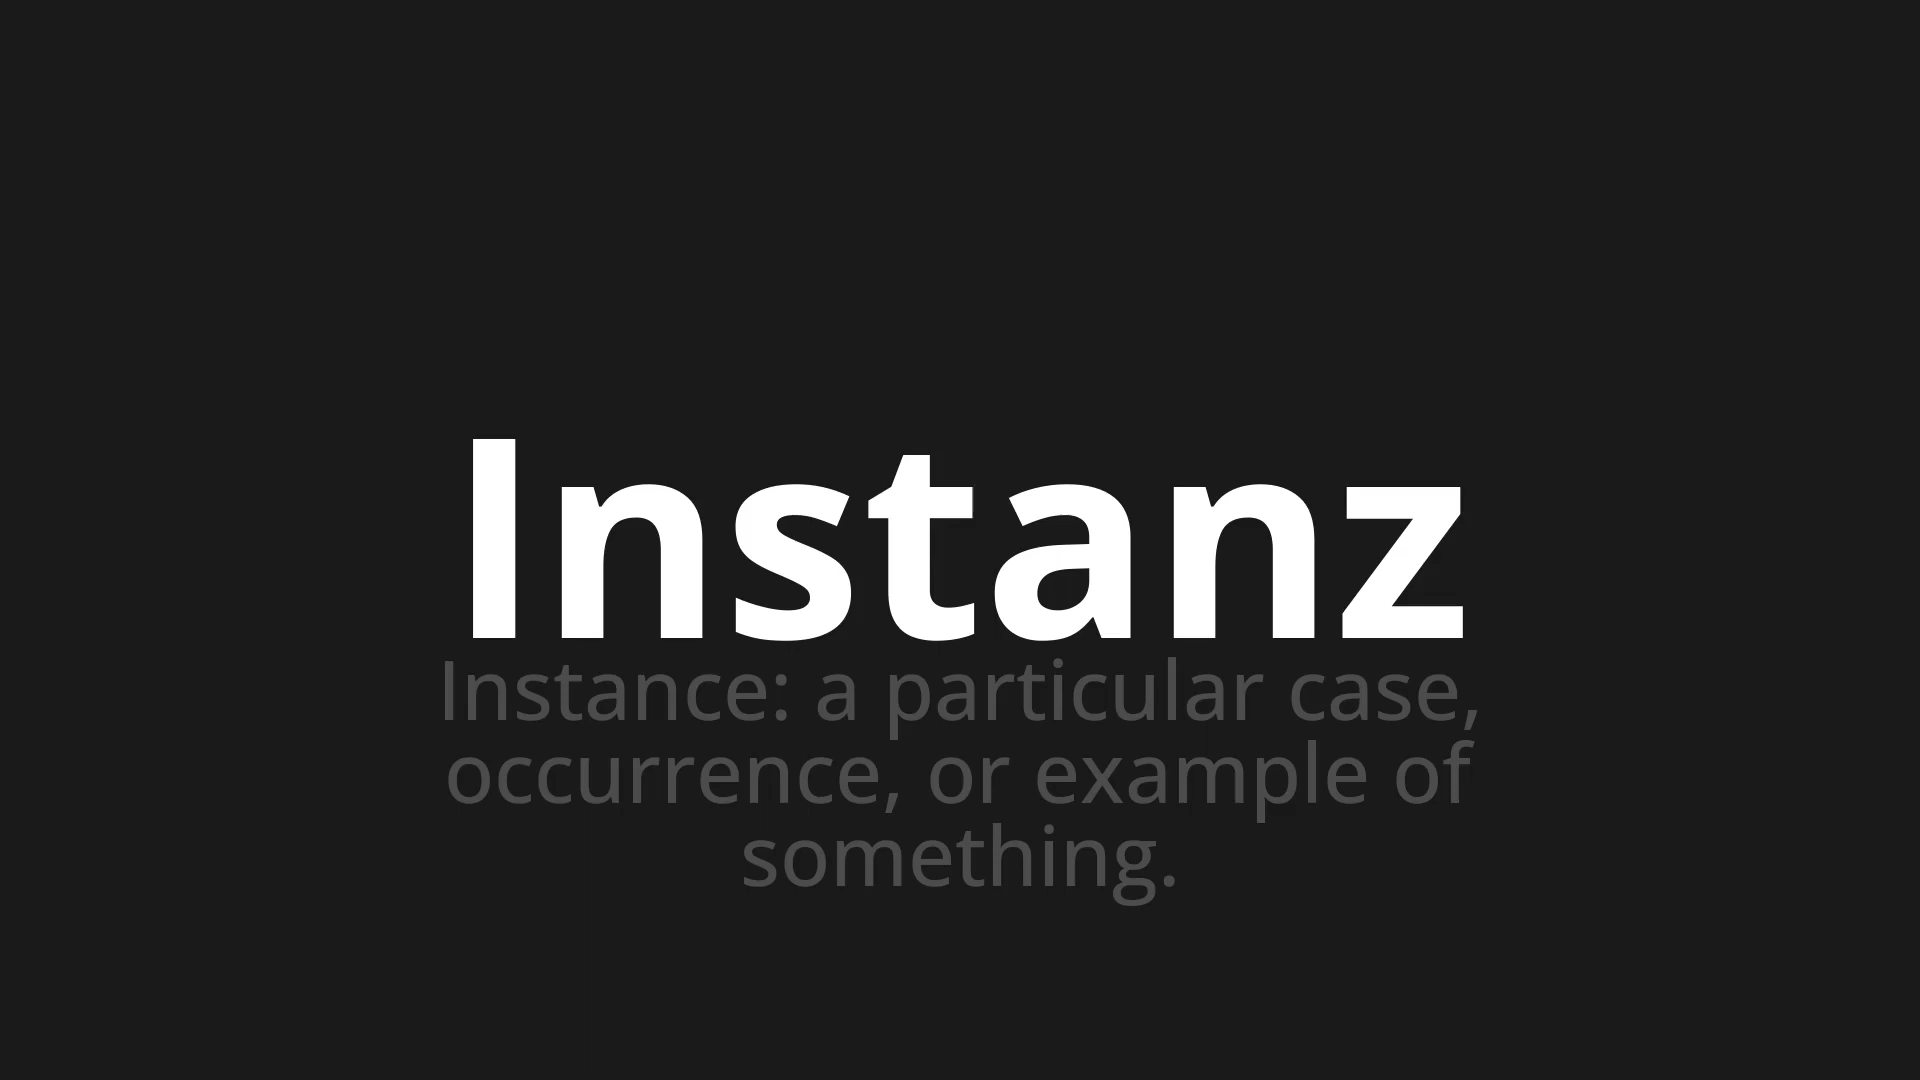 Instanz
Instance: a particular case,
occurrence, or example of
something.